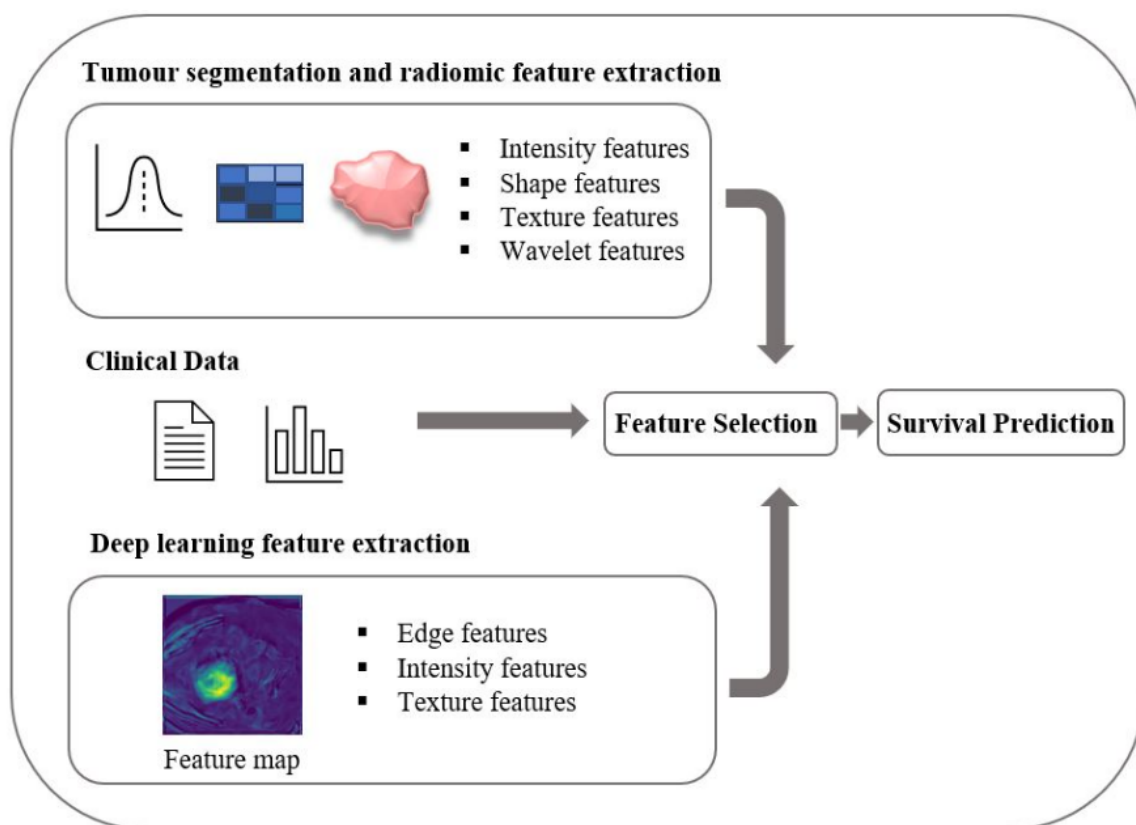 Tumour segmentation and radiomic feature extraction
▪ Intensity features
▪ Shape features
▪ Texture features
▪ Wavelet features
Clinical Data
Feature Selection
Survival Prediction
Deep learning feature extraction
▪ Edge features
▪ Intensity features
▪ Texture features
Feature map